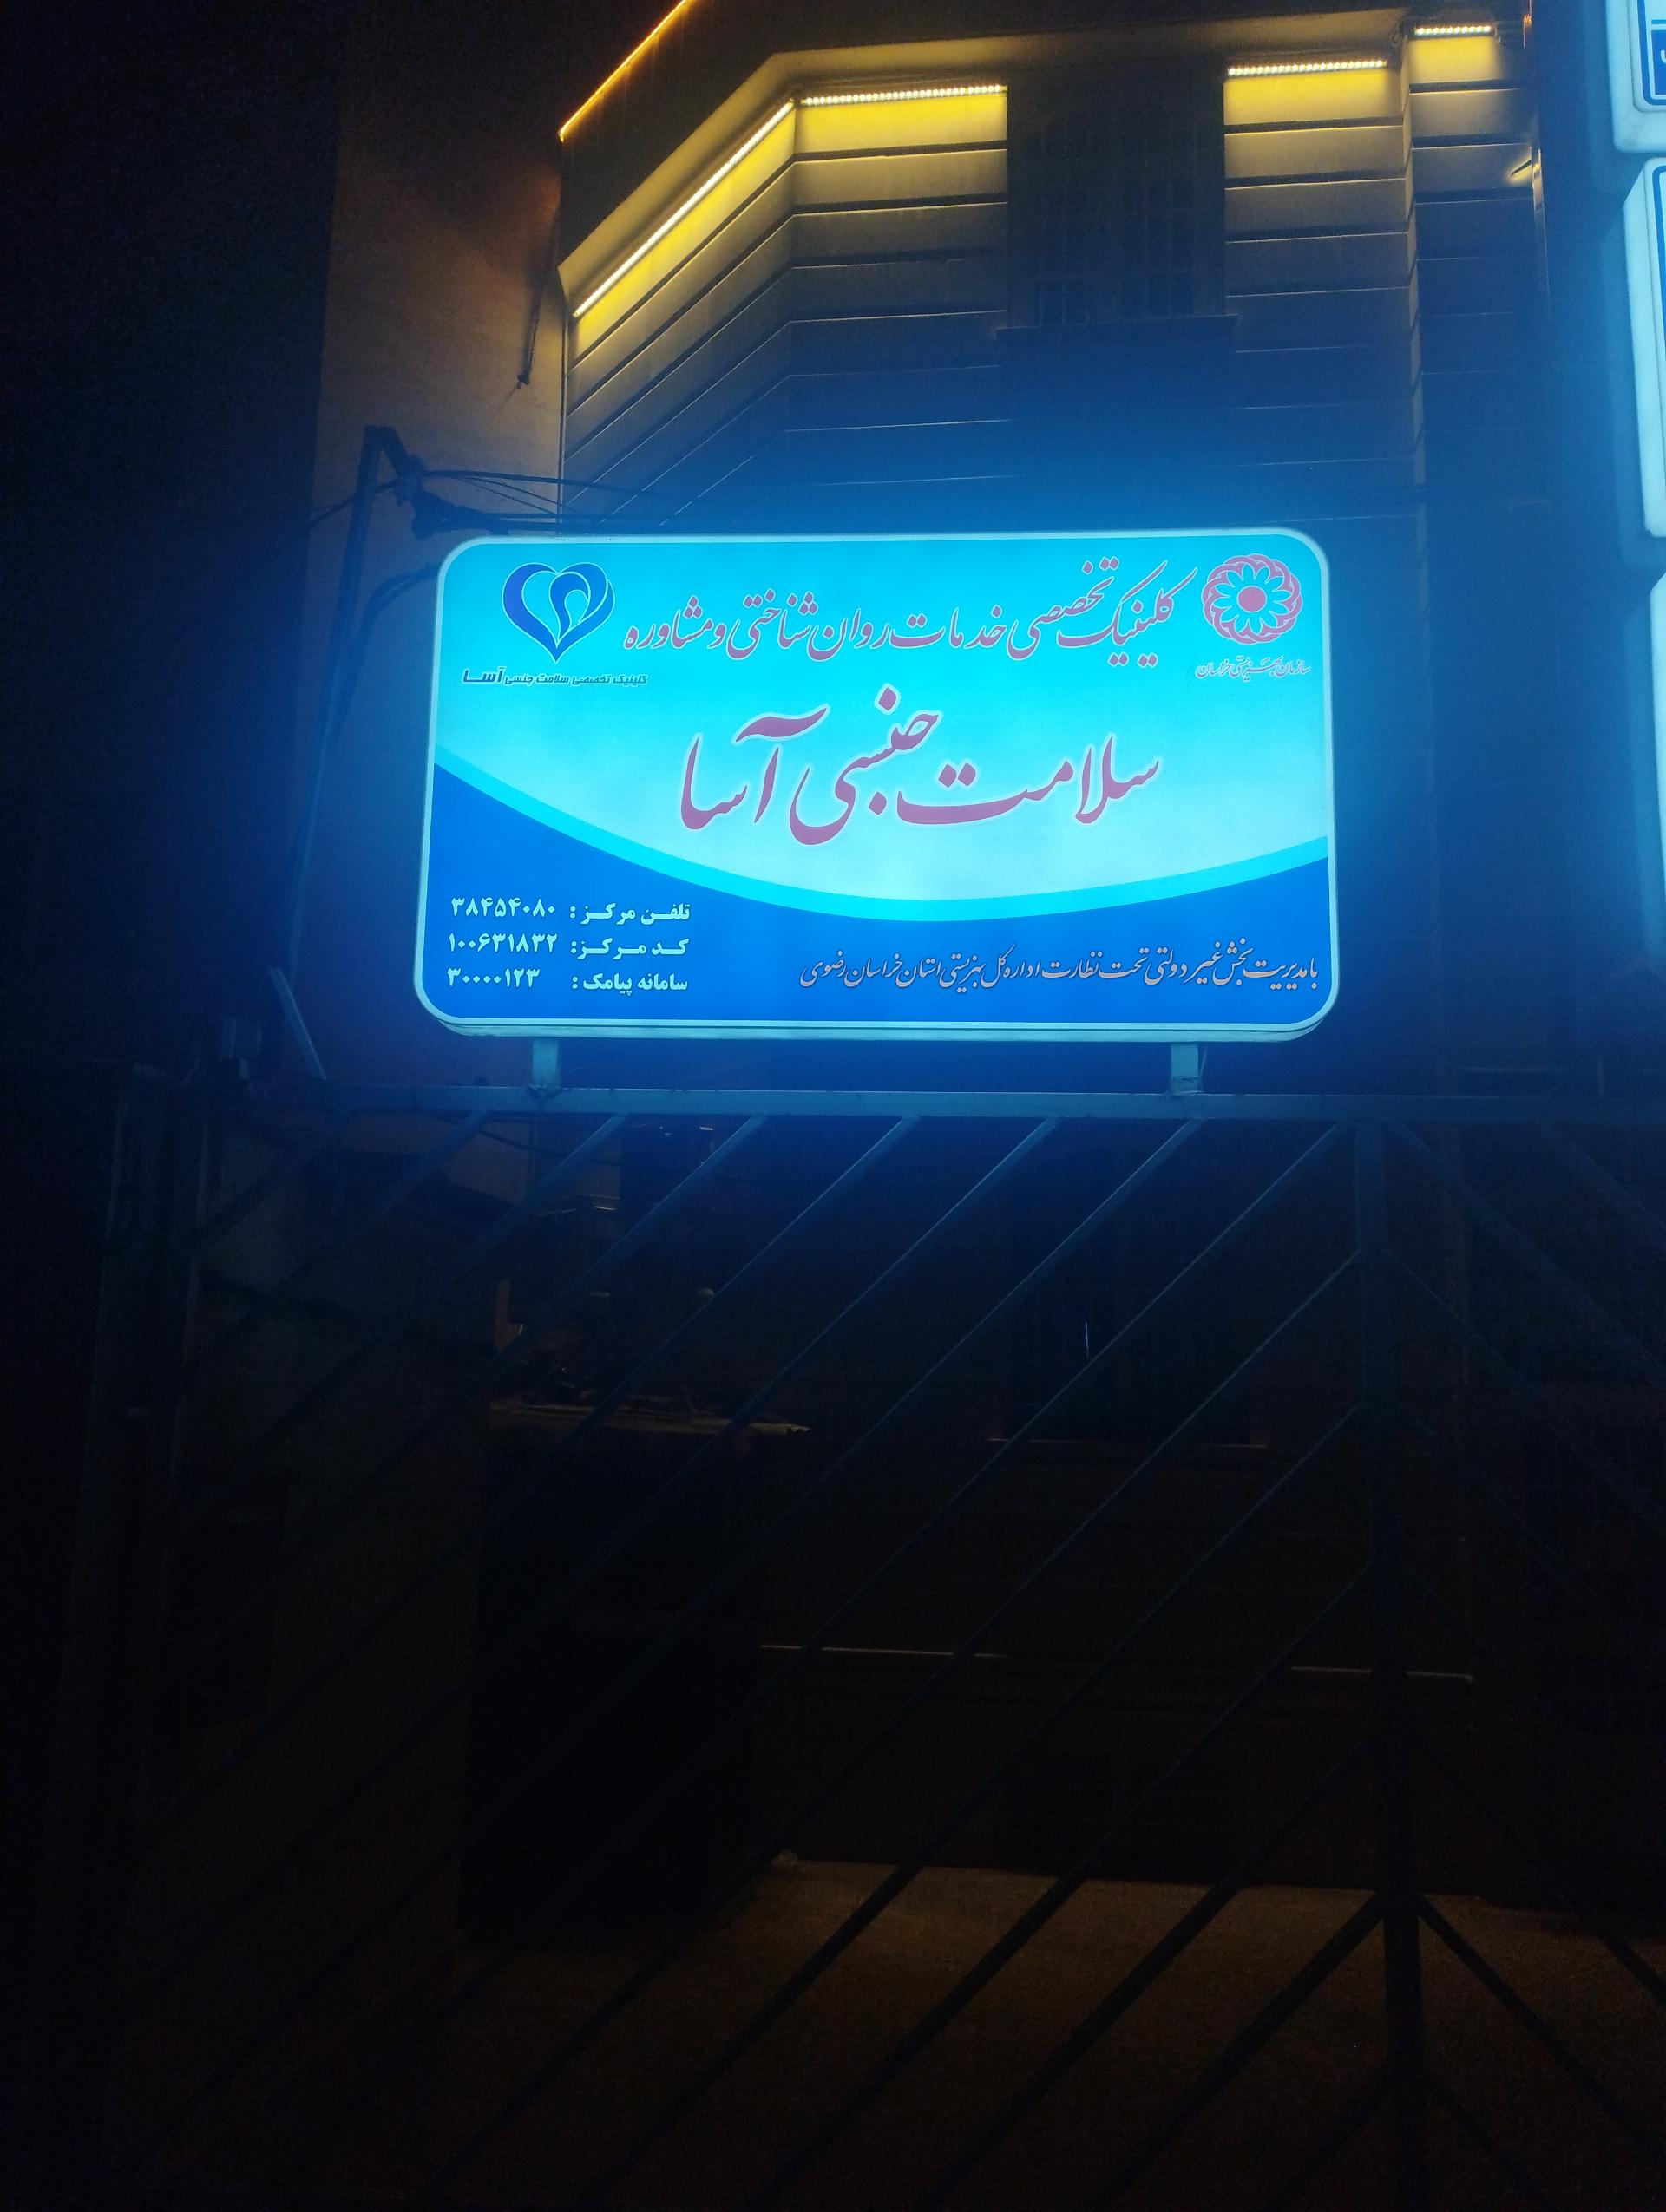 کلینیک تخصصی خدمات روان شناختی و مشاوره
سازمان بهزیستی خراسان
کلینیک تخصصی سلامت جنسی آسا
سلامت جنسی آسا
تلفن مرکز : ۳۸۴۵۴۰۸۰
کد مرکز: ۱۰۰۶۳۱۸۳۲
سامانه پیامک : ۳۰۰۰۰۱۲۳
با مدیریت بخش غیر دولتی تحت نظارت اداره کل بهزیستی استان خراسان رضوی